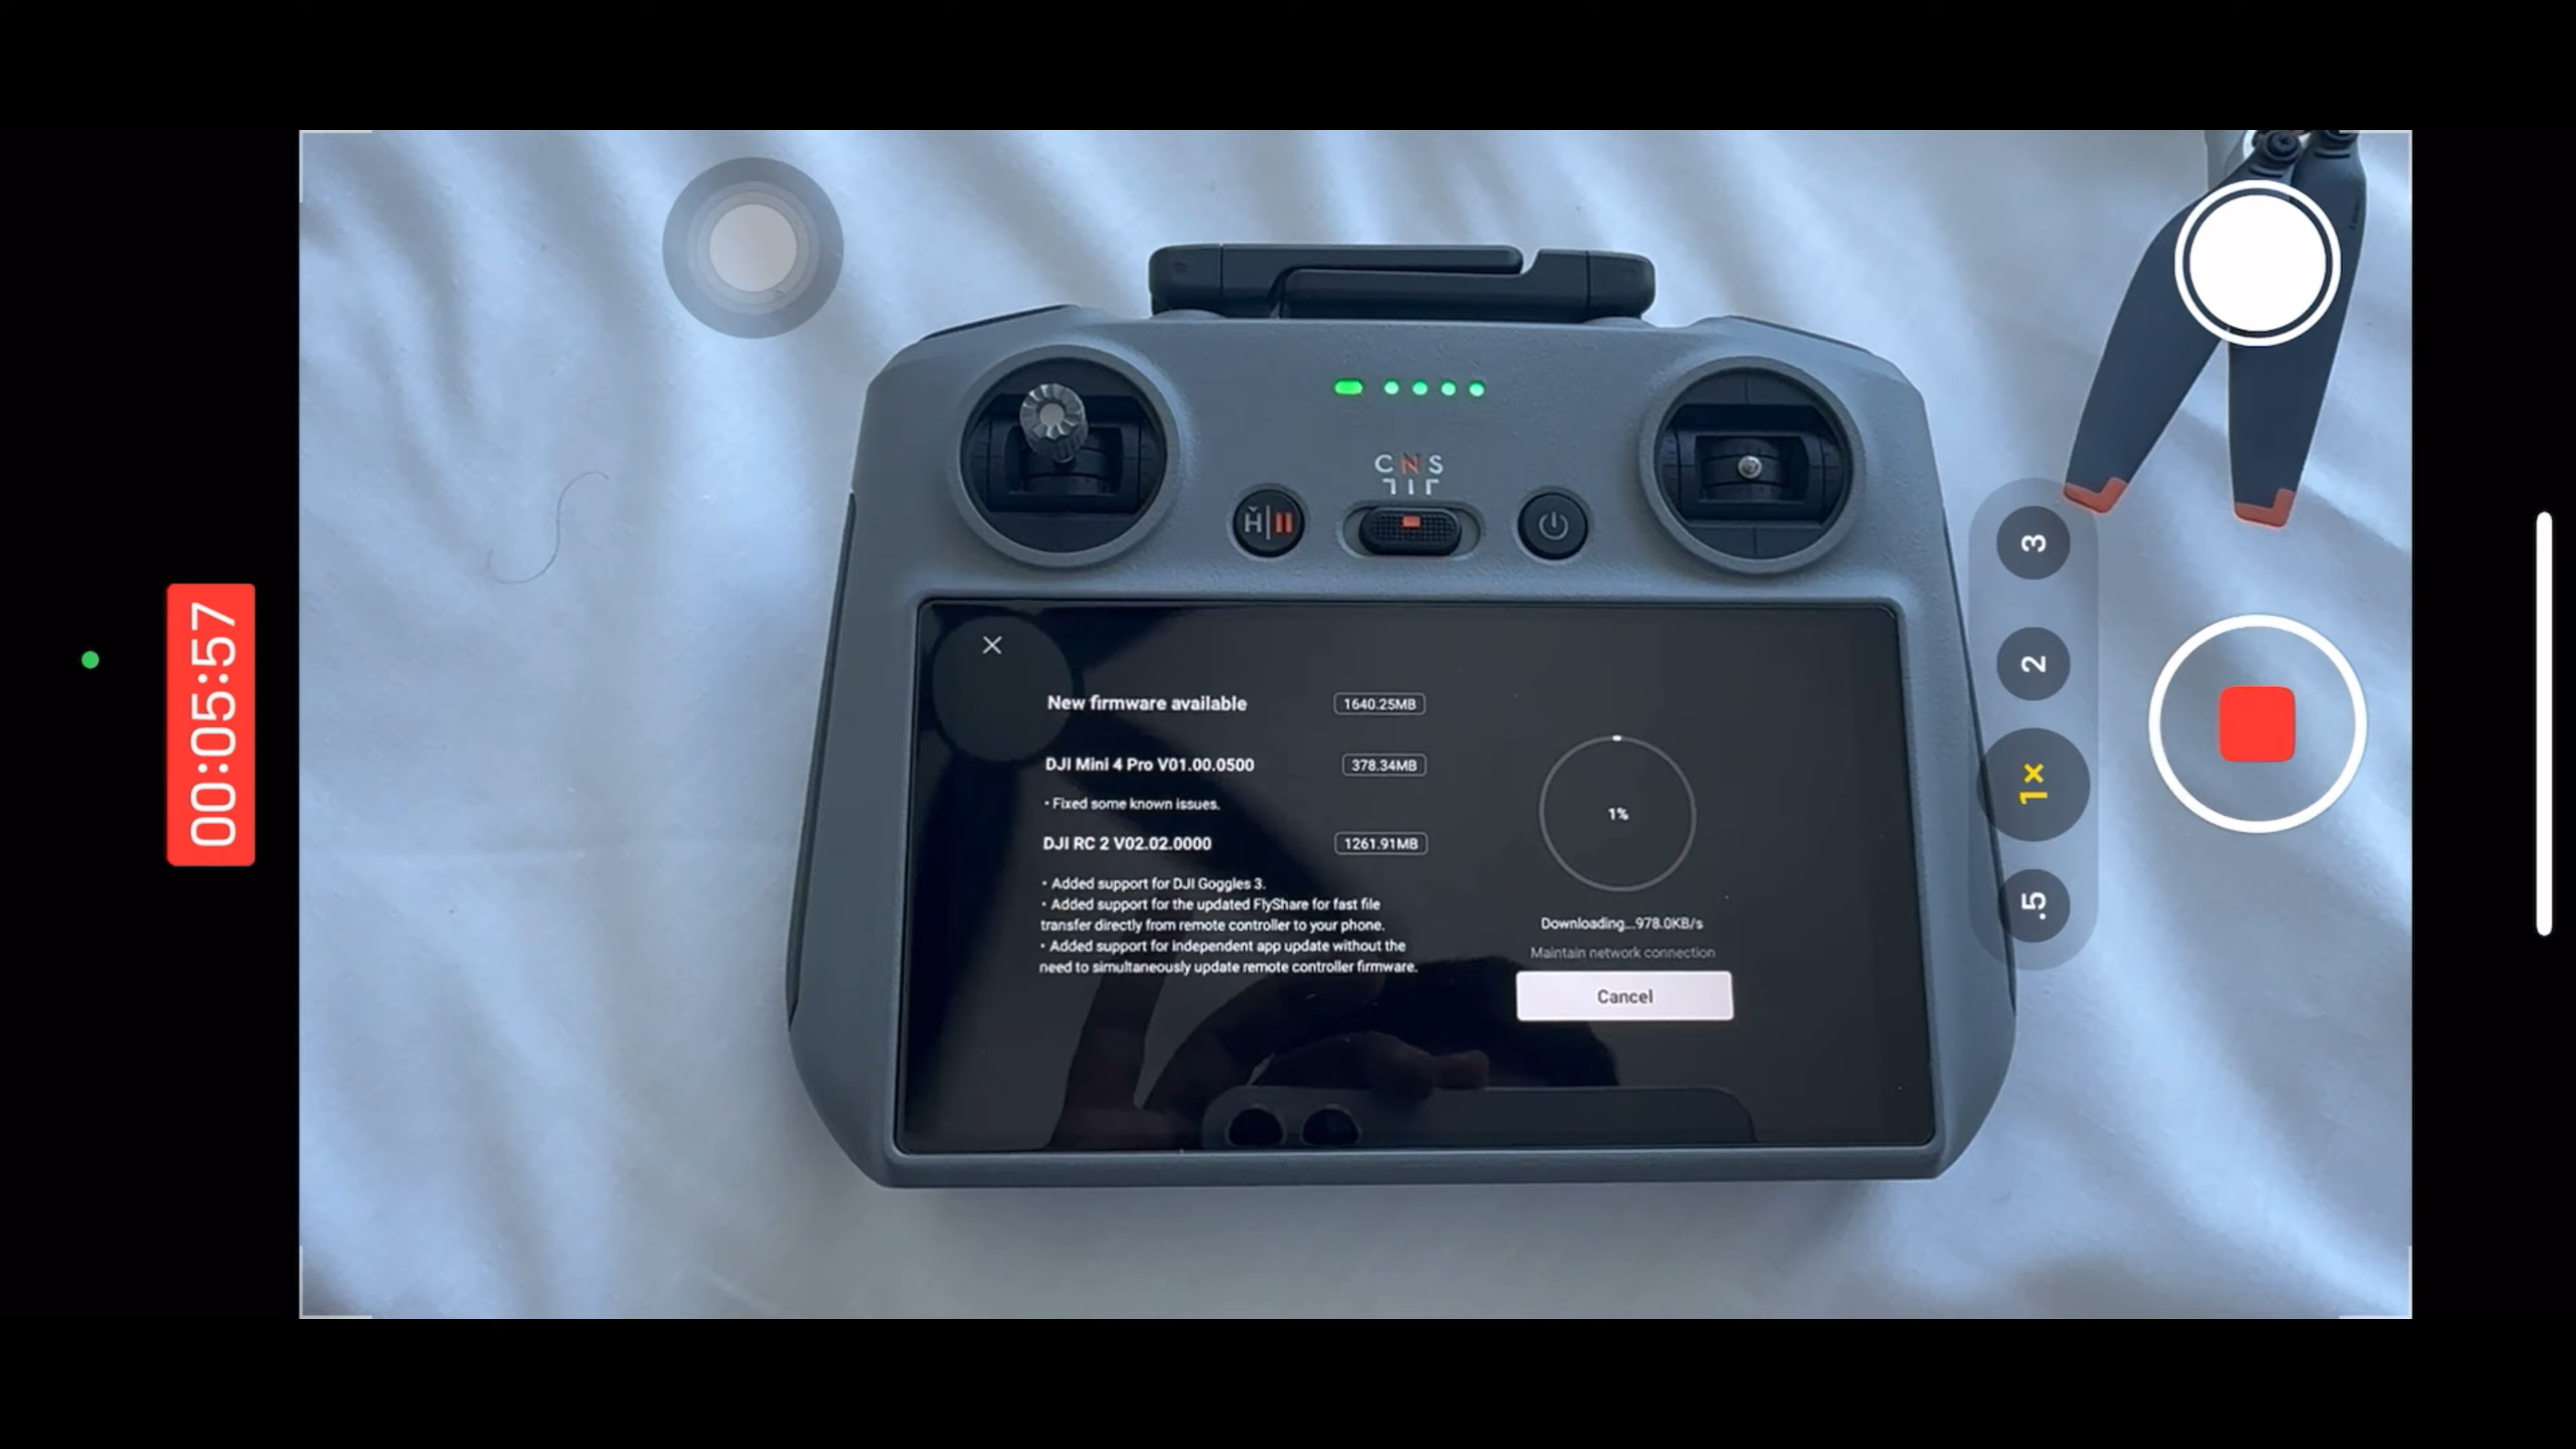 00:05:57
C N S
H
New firmware available
1640.25MB
DJI Mini 4 Pro V01.00.0500
378.34MB
• Fixed some known issues.
DJI RC 2 V02.02.0000
1261.91MB
• Added support for DJI Goggles 3.
• Added support for the updated FlyShare for fast file
transfer directly from remote controller to your phone.
• Added support for independent app update without the
need to simultaneously update remote controller firmware.
1%
Downloading...978.0KB/s
Maintain network connection
Cancel
3
2
1×
.5